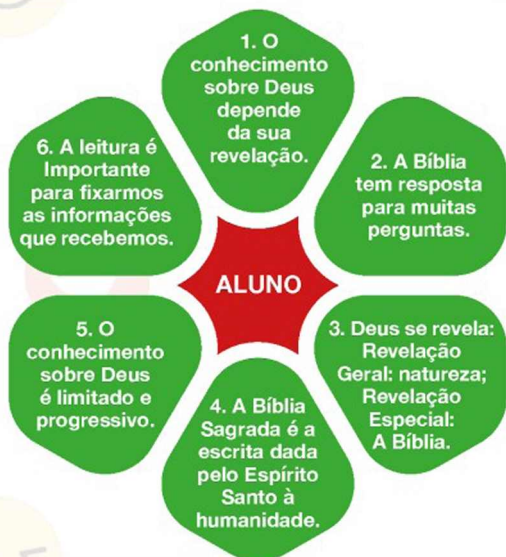 1. O
conhecimento
sobre Deus
depende
da sua
revelação.
2. A Bíblia
tem resposta
para muitas
perguntas.
3. Deus se revela:
Revelação
Geral: natureza;
Revelação
Especial:
A Bíblia.
4. A Bíblia
Sagrada é a
escrita dada
pelo Espírito
Santo à
humanidade.
5. O
conhecimento
sobre Deus
é limitado e
progressivo.
6. A leitura é
Importante
para fixarmos
as informações
que recebemos.
ALUNO